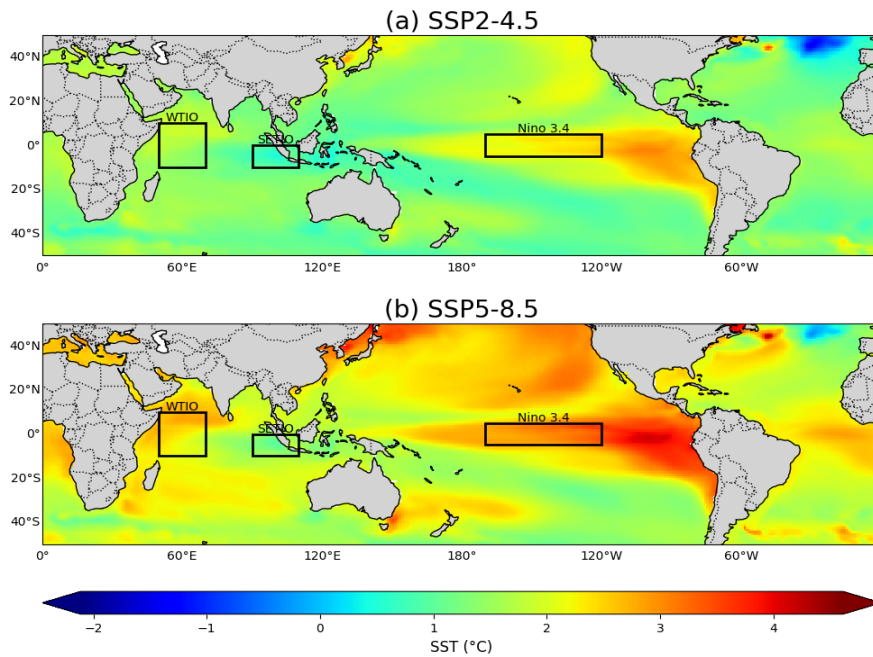 (a) SSP2-4.5
40°N
20°N
0°
20°S
40°S
WTIO
SETIO
Nino 3.4
0°
60°E
120°E
180°
120°W
60°W
(b) SSP5-8.5
40°N
20°N
0°
20°S
40°S
WTIO
SETIO
Nino 3.4
0°
60°E
120°E
180°
120°W
60°W
−2
−1
0
1
2
3
4
SST (°C)